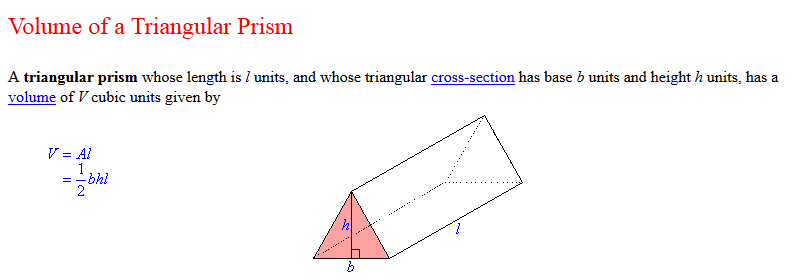 Volume of a Triangular Prism
A triangular prism whose length is l units, and whose triangular cross-section has base b units and height h units, has a
volume of V cubic units given by
V = Al
= 1/2 bhl
h
l
b